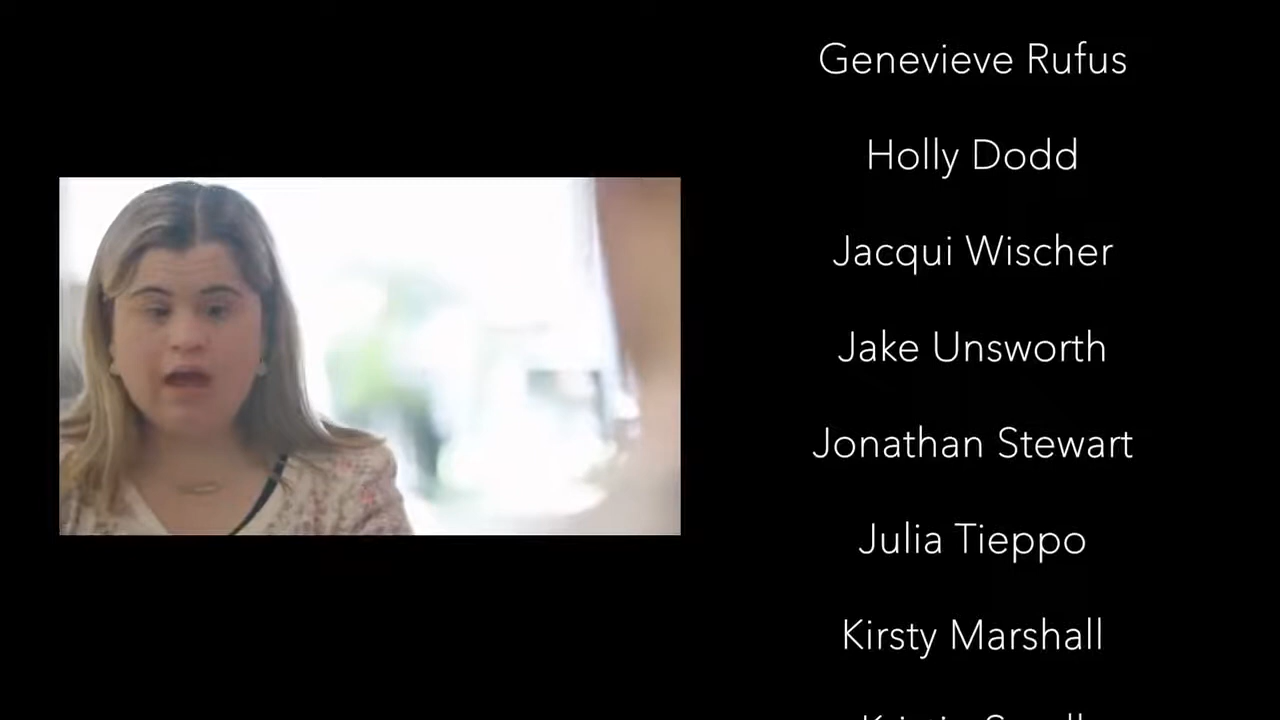 Genevieve Rufus
Holly Dodd
Jacqui Wischer
Jake Unsworth
Jonathan Stewart
Julia Tieppo
Kirsty Marshall